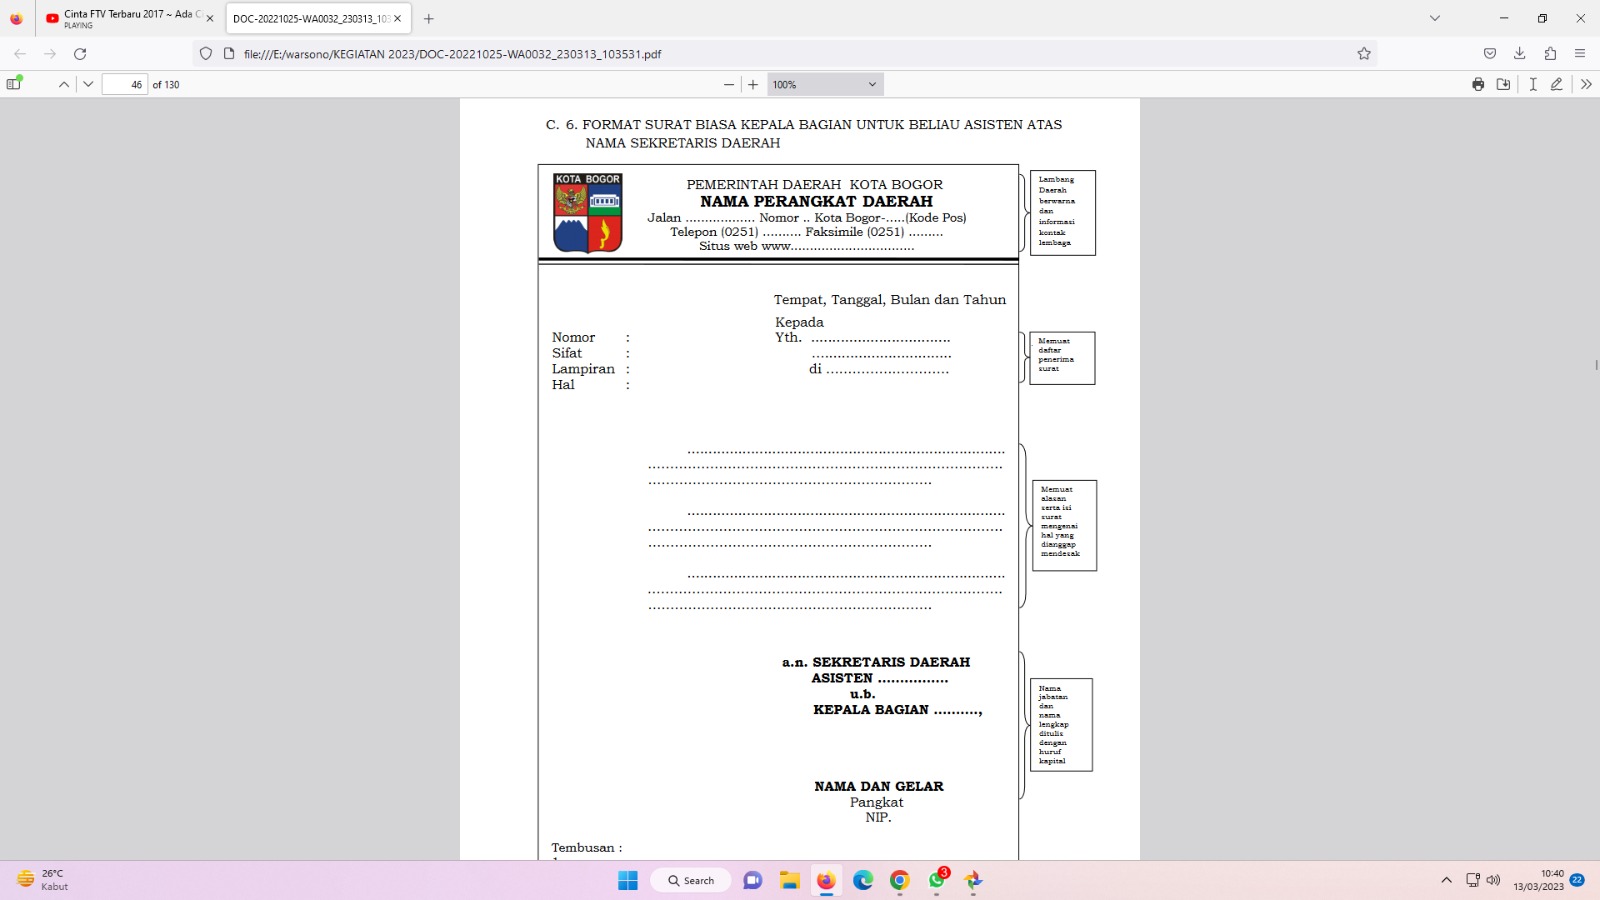 Cinta FTV Terbaru 2017 ~ Ada Ci
PLAYING
DOC-20221025-WA0032_230313_103
file:///E:/warsono/KEGIATAN 2023/DOC-20221025-WA0032_230313_103531.pdf
46 of 130
100%
C. 6. FORMAT SURAT BIASA KEPALA BAGIAN UNTUK BELIAU ASISTEN ATAS
NAMA SEKRETARIS DAERAH
KOTA BOGOR
PEMERINTAH DAERAH KOTA BOGOR
NAMA PERANGKAT DAERAH
Jalan .................. Nomor .. Kota Bogor-.....(Kode Pos)
Telepon (0251) .......... Faksimile (0251) .........
Situs web www................................
Lambang
Daerah
berwarna
dan
informasi
kontak
lembaga
Tempat, Tanggal, Bulan dan Tahun
Kepada
Nomor :
Yth. .................................
Sifat :
.................................
Lampiran :
di .............................
Hal :
Memuat
daftar
penerima
surat
...........................................................................
....................................................................................
...................................................................
...........................................................................
....................................................................................
...................................................................
...........................................................................
....................................................................................
...................................................................
Memuat
alasan
serta isi
surat
mengenai
hal yang
dianggap
mendesak
a.n. SEKRETARIS DAERAH
ASISTEN ................
u.b.
KEPALA BAGIAN ..........,
Nama
jabatan
dan
nama
lengkap
ditulis
dengan
huruf
kapital
NAMA DAN GELAR
Pangkat
NIP.
Tembusan :
26°C
Kabut
Search
3
10:40
13/03/2023
22